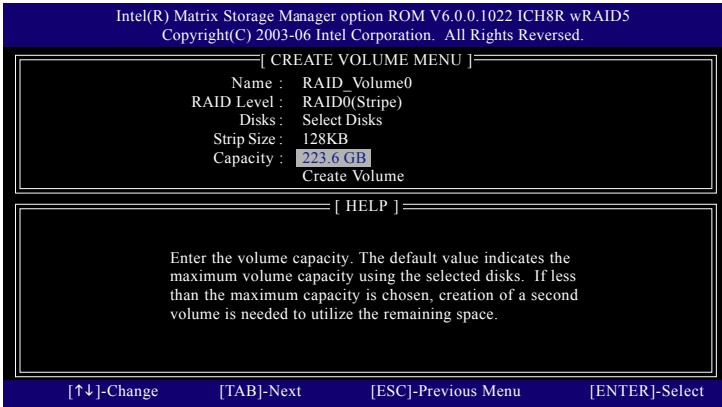 Intel(R) Matrix Storage Manager option ROM V6.0.0.1022 ICH8R wRAID5
Copyright(C) 2003-06 Intel Corporation. All Rights Reversed.
[ CREATE VOLUME MENU ]
Name : RAID_Volume0
RAID Level : RAID0(Stripe)
Disks : Select Disks
Strip Size : 128KB
Capacity : 223.6 GB
Create Volume
[ HELP ]
Enter the volume capacity. The default value indicates the
maximum volume capacity using the selected disks. If less
than the maximum capacity is chosen, creation of a second
volume is needed to utilize the remaining space.
[↑↓]-Change [TAB]-Next [ESC]-Previous Menu [ENTER]-Select